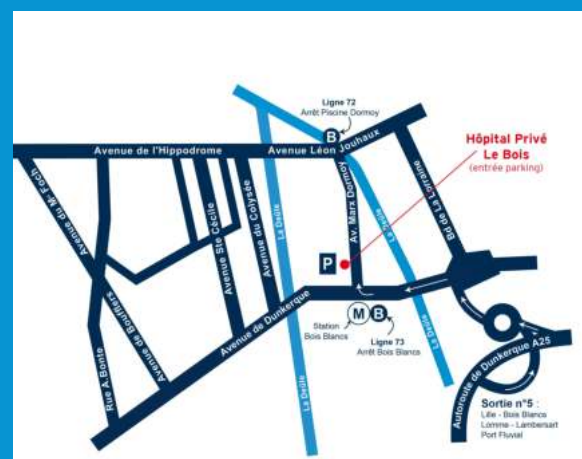 Ligne 72
Arrêt Piscine Dormoy
B
Avenue de l'Hippodrome
Avenue Léon Jouhaux
Hôpital Privé
Le Bois
(entrée parking)
Avenue du Mal Foch
Avenue de Boufflers
Rue A.Bonte
Avenue Ste Cécile
Avenue du Colysée
La Deûle
Av. Marx Dormoy
La Deûle
Bd de La Lorraine
P
Avenue de Dunkerque
Station
Bois Blancs
M
B
Ligne 73
Arrêt Bois Blancs
La Deûle
La Deûle
Autoroute de Dunkerque A25
Sortie n°5 :
Lille - Bois Blancs
Lomme - Lambersart
Port Fluvial